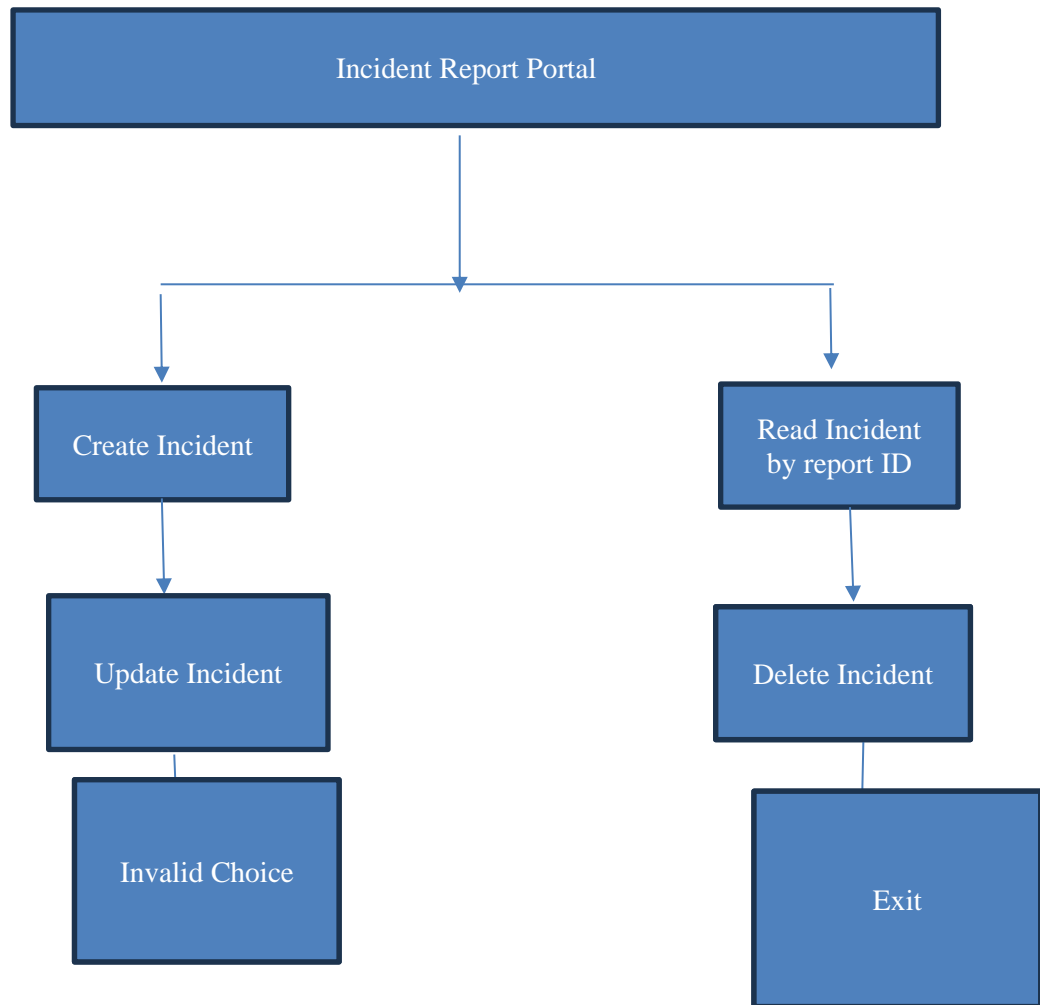 Incident Report Portal
Create Incident
Read Incident
by report ID
Update Incident
Delete Incident
Invalid Choice
Exit